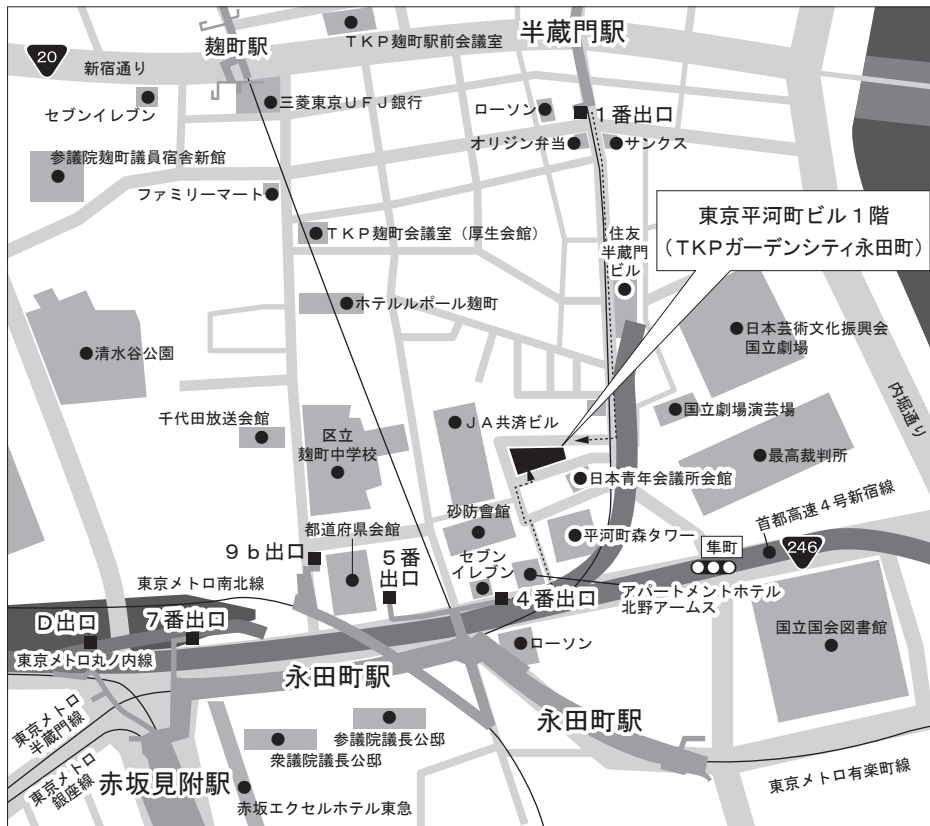 麹町駅
TKP麹町駅前会議室
半蔵門駅
20
新宿通り
セブンイレブン
三菱東京UFJ銀行
ローソン
1番出口
オリジン弁当
サンクス
参議院麹町議員宿舎新館
ファミリーマート
TKP麹町会議室（厚生会館）
住友
半蔵門
ビル
東京平河町ビル1階
（TKPガーデンシティ永田町）
ホテルルポール麹町
日本芸術文化振興会
国立劇場
清水谷公園
内堀通り
千代田放送会館
区立
麹町中学校
JA共済ビル
国立劇場演芸場
最高裁判所
日本青年会議所会館
首都高速4号新宿線
砂防會館
都道府県会館
平河町森タワー
隼町
246
9b出口
5番
出口
セブン
イレブン
東京メトロ南北線
4番出口
アパートメントホテル
北野アームス
D出口
7番出口
東京メトロ丸ノ内線
ローソン
国立国会図書館
永田町駅
永田町駅
東京メトロ
半蔵門線
参議院議長公邸
衆議院議長公邸
東京メトロ
銀座線
赤坂見附駅
赤坂エクセルホテル東急
東京メトロ有楽町線